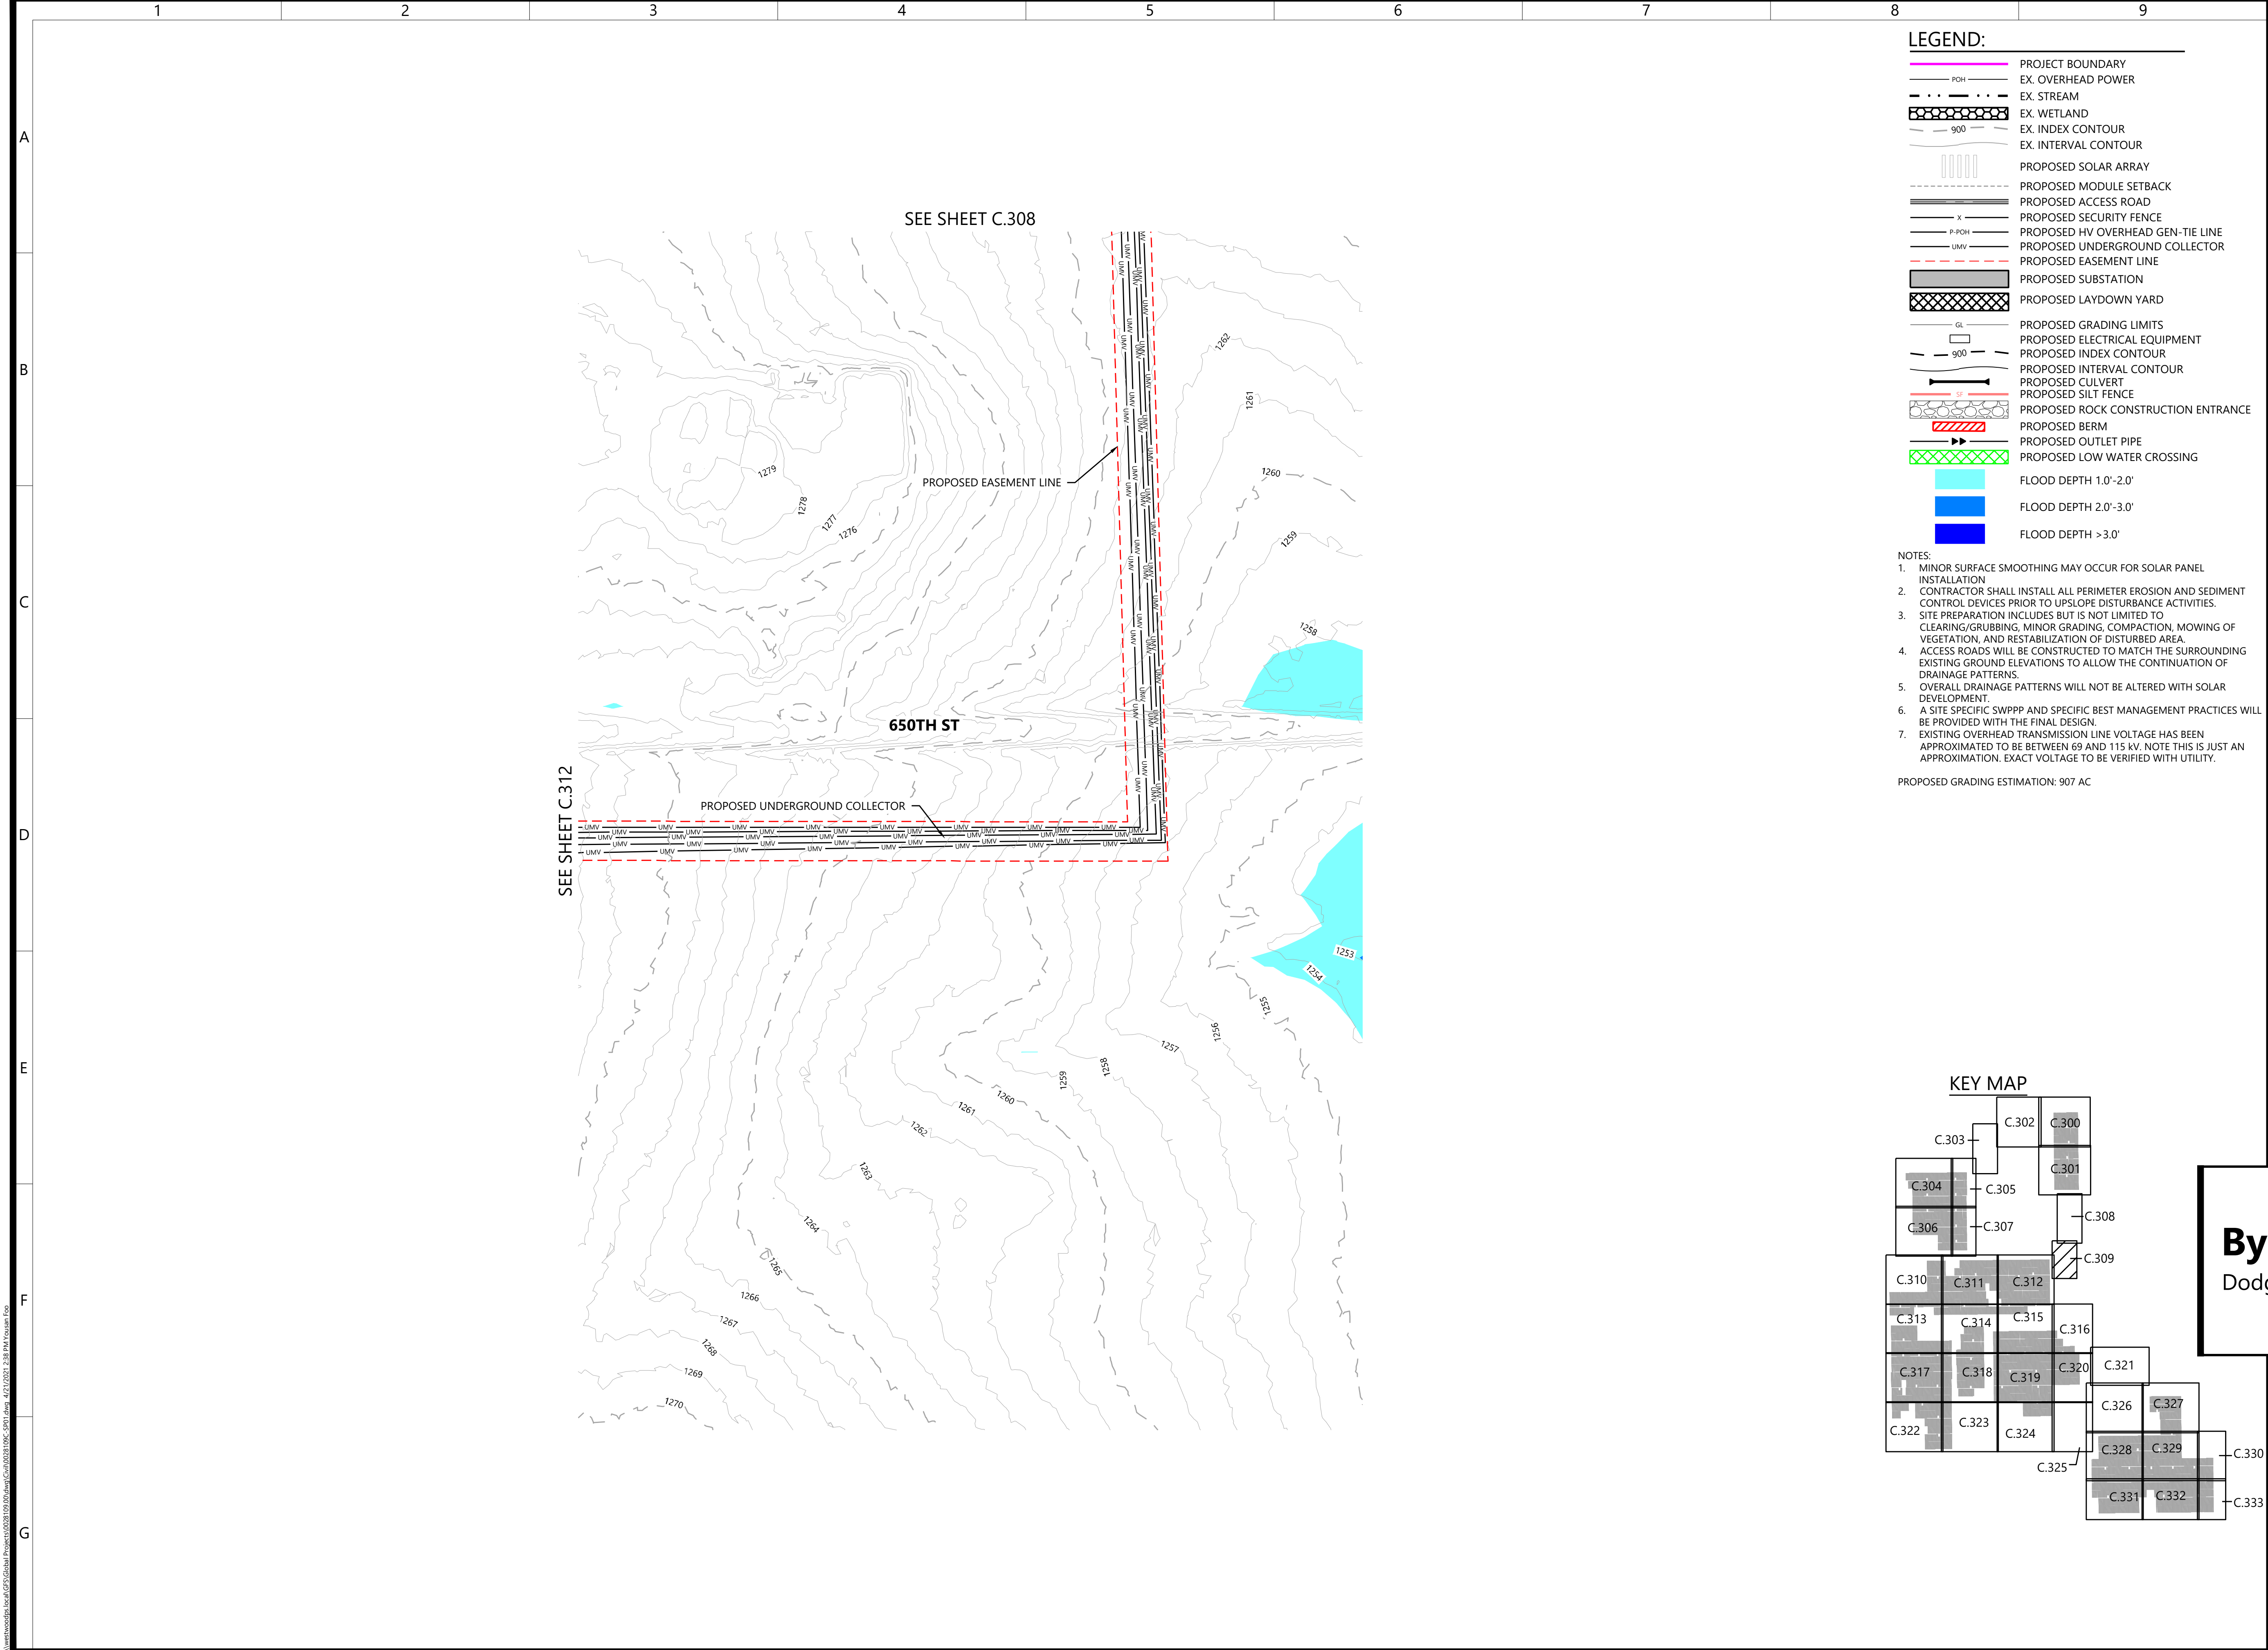 1 2 3 4 5 6 7 8 9
A
B
C
D
E
F
G
SEE SHEET C.308
SEE SHEET C.312
PROPOSED EASEMENT LINE
650TH ST
PROPOSED UNDERGROUND COLLECTOR
UMV
1262
1261
1260
1259
1258
1279
1278
1277
1276
1253
1254
1255
1256
1257
1258
1259
1260
1261
1262
1263
1264
1265
1266
1267
1268
1269
1270
LEGEND:
PROJECT BOUNDARY
POH EX. OVERHEAD POWER
EX. STREAM
EX. WETLAND
900 EX. INDEX CONTOUR
EX. INTERVAL CONTOUR
PROPOSED SOLAR ARRAY
PROPOSED MODULE SETBACK
PROPOSED ACCESS ROAD
X PROPOSED SECURITY FENCE
P-POH PROPOSED HV OVERHEAD GEN-TIE LINE
UMV PROPOSED UNDERGROUND COLLECTOR
PROPOSED EASEMENT LINE
PROPOSED SUBSTATION
PROPOSED LAYDOWN YARD
GL PROPOSED GRADING LIMITS
PROPOSED ELECTRICAL EQUIPMENT
900 PROPOSED INDEX CONTOUR
PROPOSED INTERVAL CONTOUR
PROPOSED CULVERT
SF PROPOSED SILT FENCE
PROPOSED ROCK CONSTRUCTION ENTRANCE
PROPOSED BERM
PROPOSED OUTLET PIPE
PROPOSED LOW WATER CROSSING
FLOOD DEPTH 1.0'-2.0'
FLOOD DEPTH 2.0'-3.0'
FLOOD DEPTH >3.0'
NOTES:
1. MINOR SURFACE SMOOTHING MAY OCCUR FOR SOLAR PANEL
INSTALLATION
2. CONTRACTOR SHALL INSTALL ALL PERIMETER EROSION AND SEDIMENT
CONTROL DEVICES PRIOR TO UPSLOPE DISTURBANCE ACTIVITIES.
3. SITE PREPARATION INCLUDES BUT IS NOT LIMITED TO
CLEARING/GRUBBING, MINOR GRADING, COMPACTION, MOWING OF
VEGETATION, AND RESTABILIZATION OF DISTURBED AREA.
4. ACCESS ROADS WILL BE CONSTRUCTED TO MATCH THE SURROUNDING
EXISTING GROUND ELEVATIONS TO ALLOW THE CONTINUATION OF
DRAINAGE PATTERNS.
5. OVERALL DRAINAGE PATTERNS WILL NOT BE ALTERED WITH SOLAR
DEVELOPMENT.
6. A SITE SPECIFIC SWPPP AND SPECIFIC BEST MANAGEMENT PRACTICES WILL
BE PROVIDED WITH THE FINAL DESIGN.
7. EXISTING OVERHEAD TRANSMISSION LINE VOLTAGE HAS BEEN
APPROXIMATED TO BE BETWEEN 69 AND 115 kV. NOTE THIS IS JUST AN
APPROXIMATION. EXACT VOLTAGE TO BE VERIFIED WITH UTILITY.
PROPOSED GRADING ESTIMATION: 907 AC
KEY MAP
C.302 C.300
C.303
C.301
C.304 C.305
C.306 C.307
C.308
C.309
C.310 C.311 C.312
C.313 C.314 C.315
C.316
C.317 C.318 C.319 C.320 C.321
C.322 C.323 C.324
C.325
C.326 C.327
C.328 C.329 C.330
C.331 C.332 C.333
By
Dodg